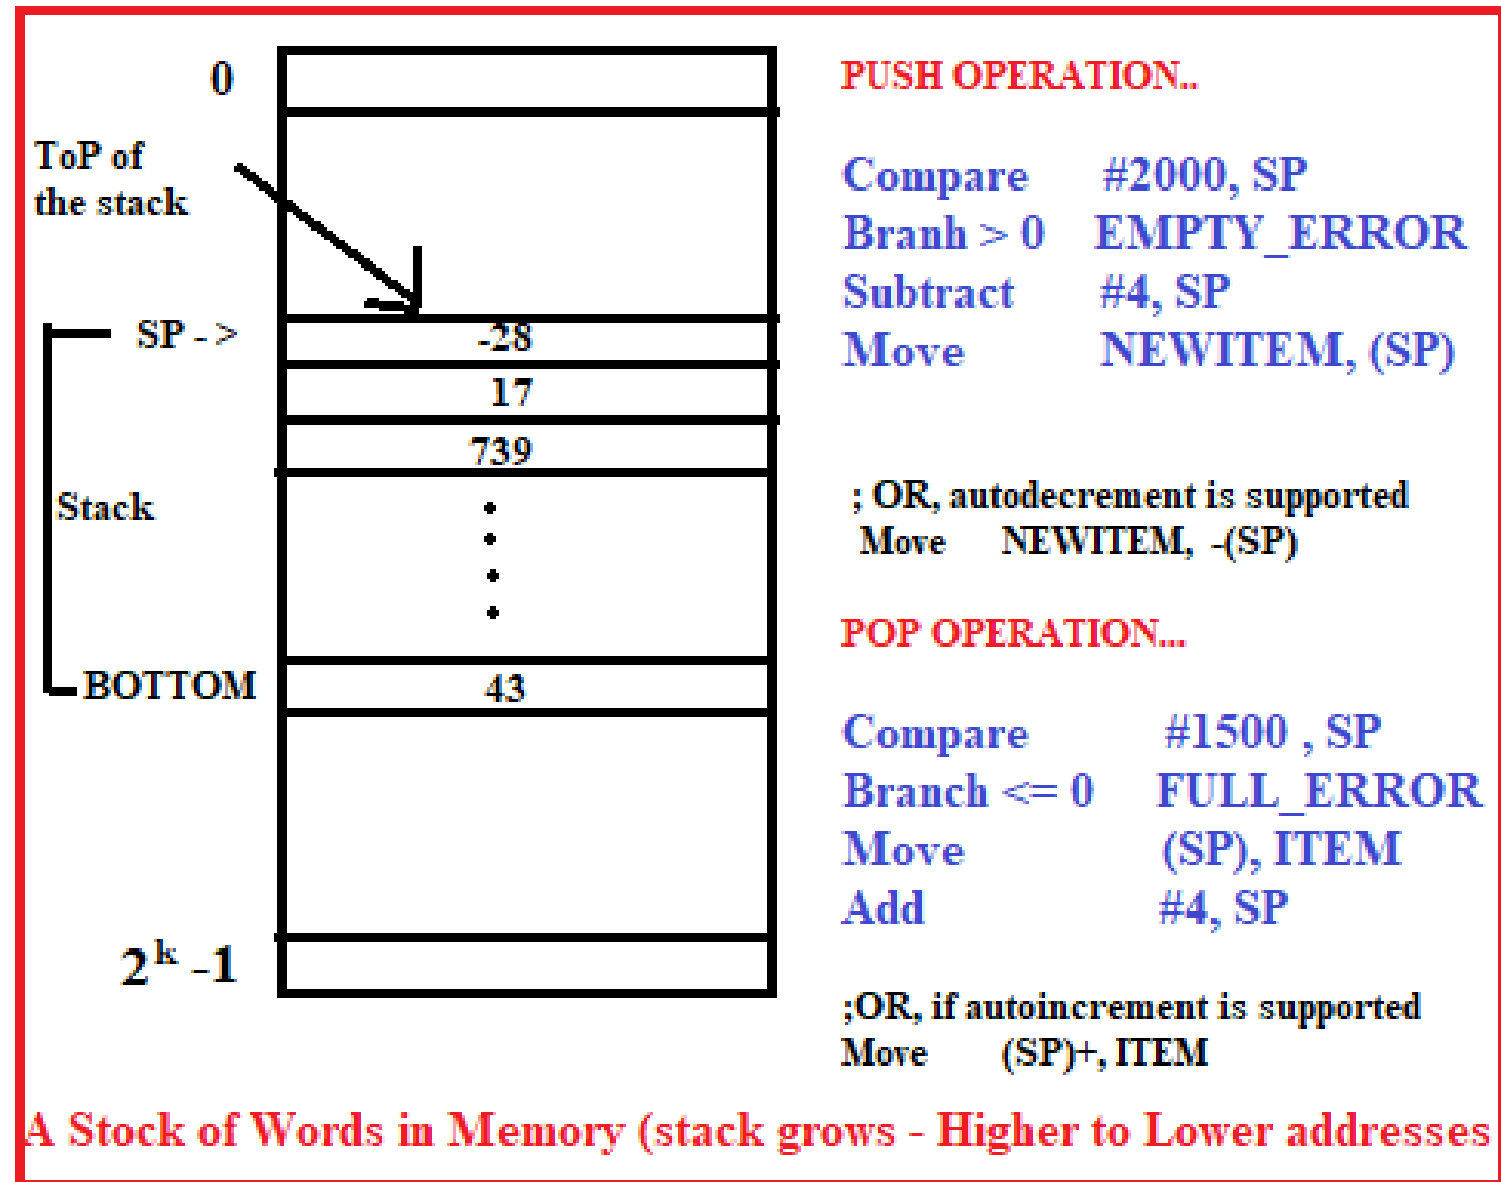 0
ToP of
the stack
SP - >
Stack
BOTTOM
2^k -1
-28
17
739
43
PUSH OPERATION..
Compare #2000, SP
Branh > 0 EMPTY_ERROR
Subtract #4, SP
Move NEWITEM, (SP)
; OR, autodecrement is supported
Move NEWITEM, -(SP)
POP OPERATION...
Compare #1500 , SP
Branch <= 0 FULL_ERROR
Move (SP), ITEM
Add #4, SP
;OR, if autoincrement is supported
Move (SP)+, ITEM
A Stock of Words in Memory (stack grows - Higher to Lower addresses